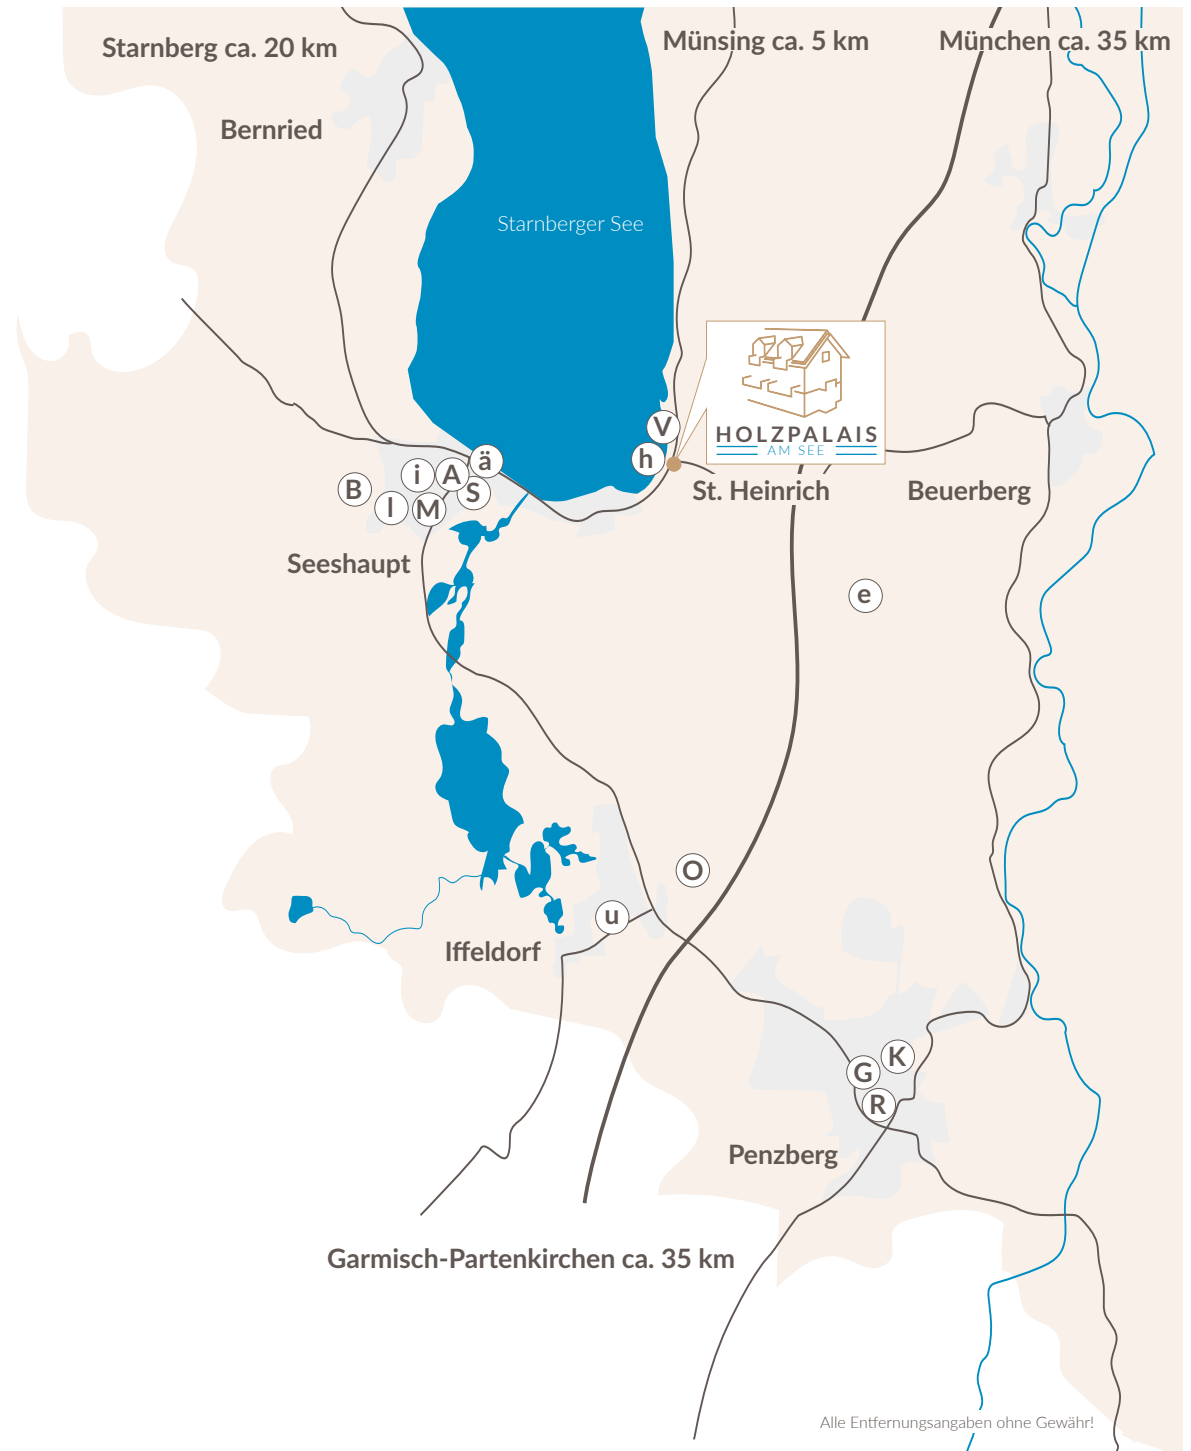 Starnberg ca. 20 km
Münsing ca. 5 km
München ca. 35 km
Bernried
Starnberger See
HOLZPALAIS
AM SEE
V
h
ä
i
A
B
S
l
M
St. Heinrich
Beuerberg
Seeshaupt
e
O
u
Iffeldorf
K
G
R
Penzberg
Garmisch-Partenkirchen ca. 35 km
Alle Entfernungsangaben ohne Gewähr!